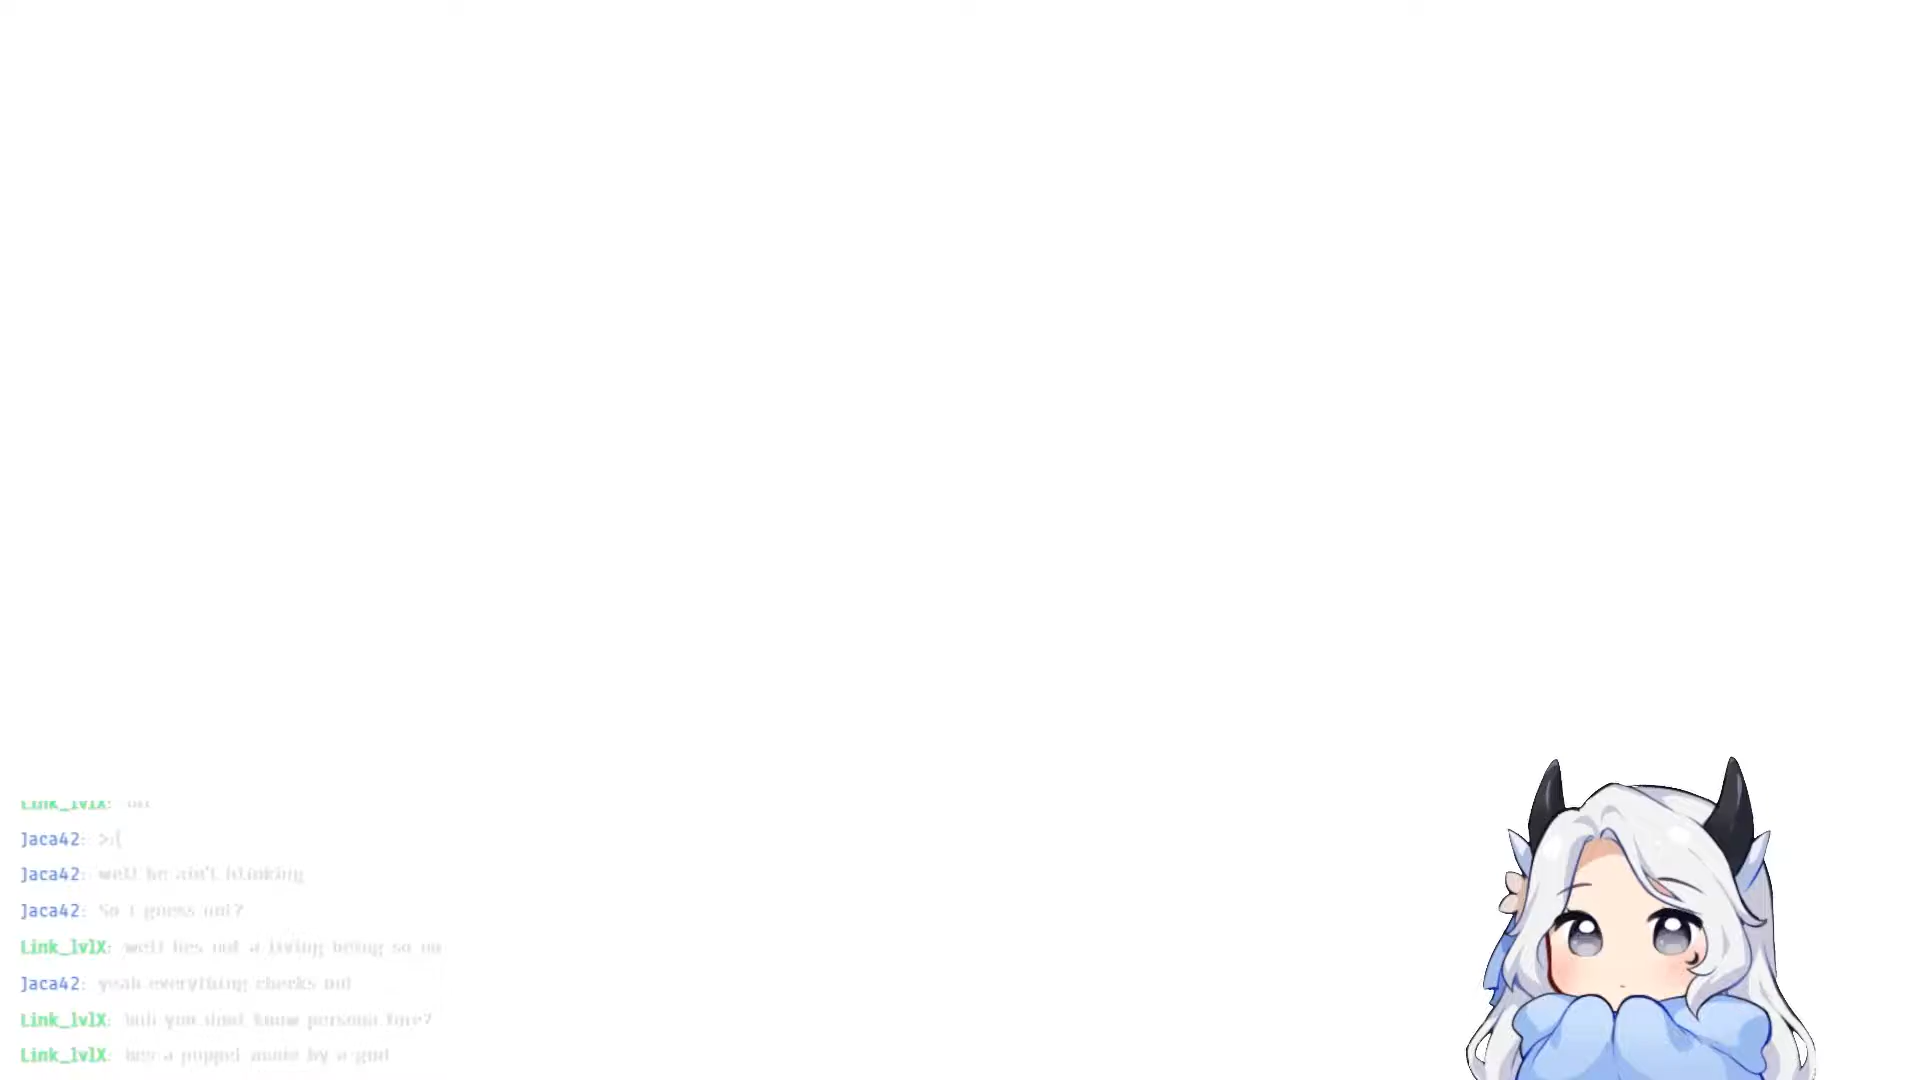 Link_lvlX:
Jaca42: >:(
Jaca42: well he ain't blinking
Jaca42: So I guess not?
Link_lvlX: well hes not a living being so no
Jaca42: yeah everything checks out
Link_lvlX: you dont know persona lore?
Link_lvlX: hes a puppet made by a god